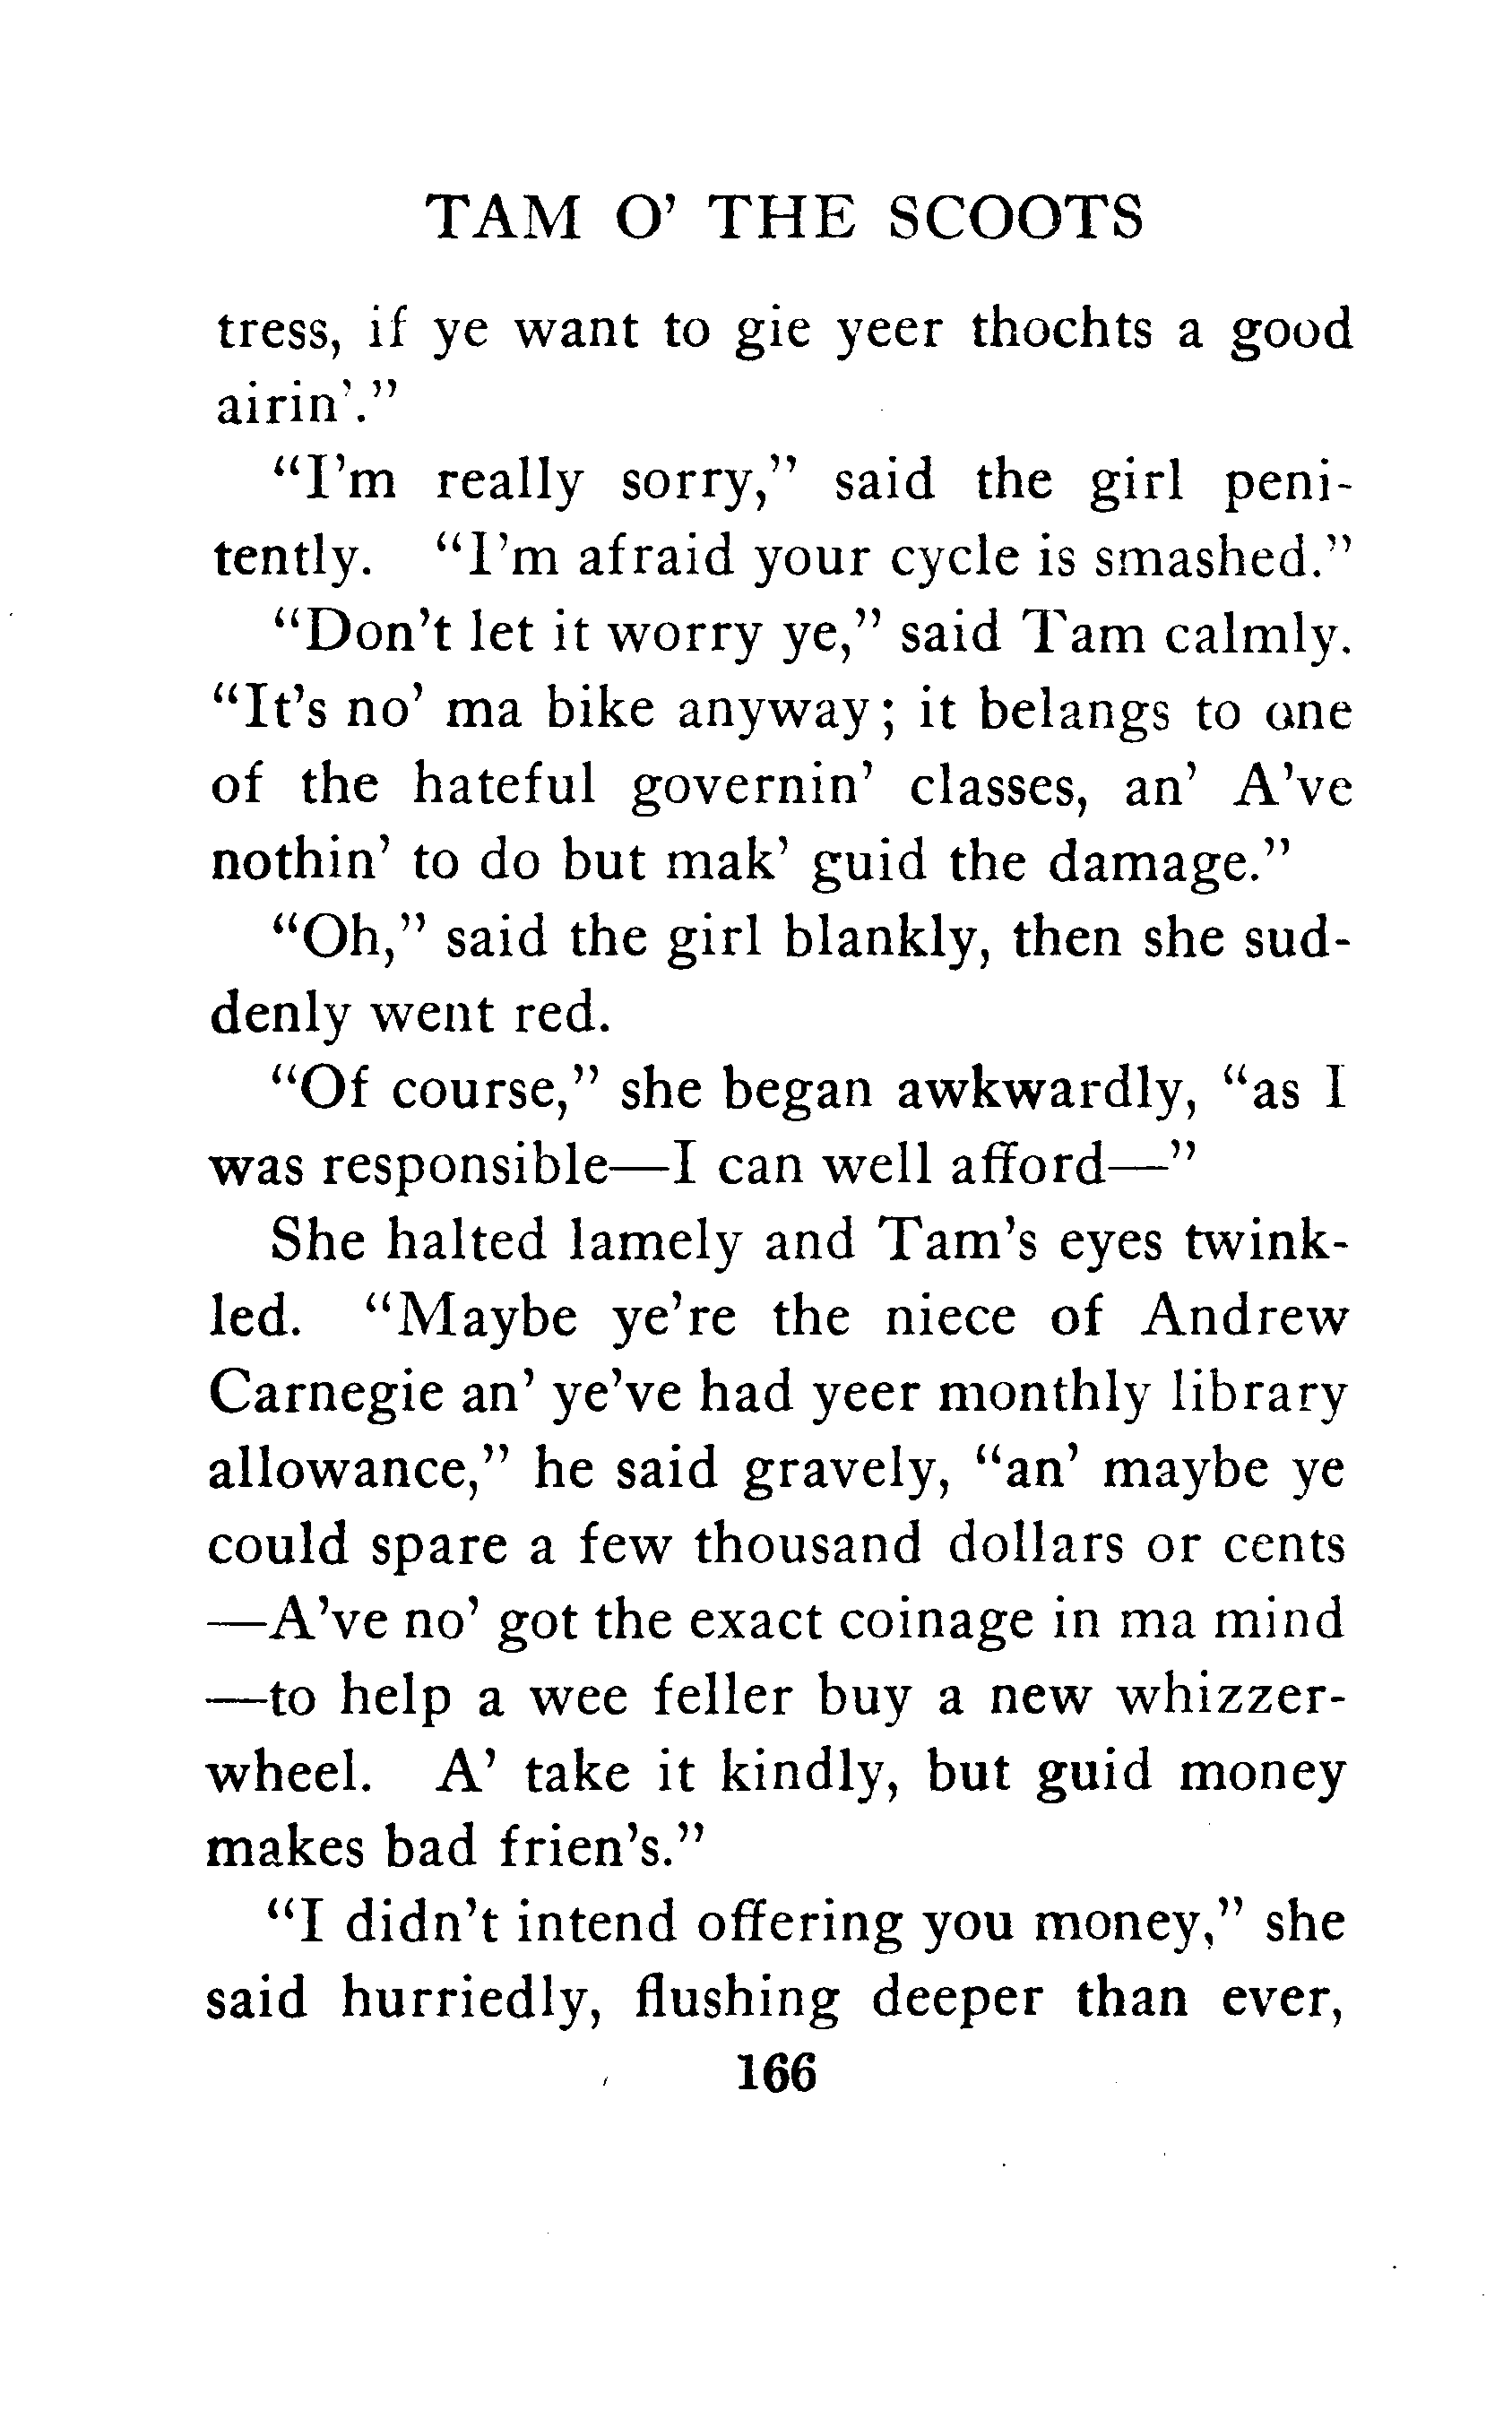 TAM O' THE SCOOTS
tress, if ye want to gie yeer thochts a good
airin'."
"I'm really sorry," said the girl peni-
tently. "I'm afraid your cycle is smashed."
"Don't let it worry ye," said Tam calmly.
"It's no' ma bike anyway; it belangs to one
of the hateful governin' classes, an' A've
nothin' to do but mak' guid the damage."
"Oh," said the girl blankly, then she sud-
denly went red.
"Of course," she began awkwardly, "as I
was responsible—I can well afford—"
She halted lamely and Tam's eyes twink-
led. "Maybe ye're the niece of Andrew
Carnegie an' ye've had yeer monthly library
allowance," he said gravely, "an' maybe ye
could spare a few thousand dollars or cents
—A've no' got the exact coinage in ma mind
—to help a wee feller buy a new whizzer-
wheel. A' take it kindly, but guid money
makes bad frien's."
"I didn't intend offering you money," she
said hurriedly, flushing deeper than ever,
166